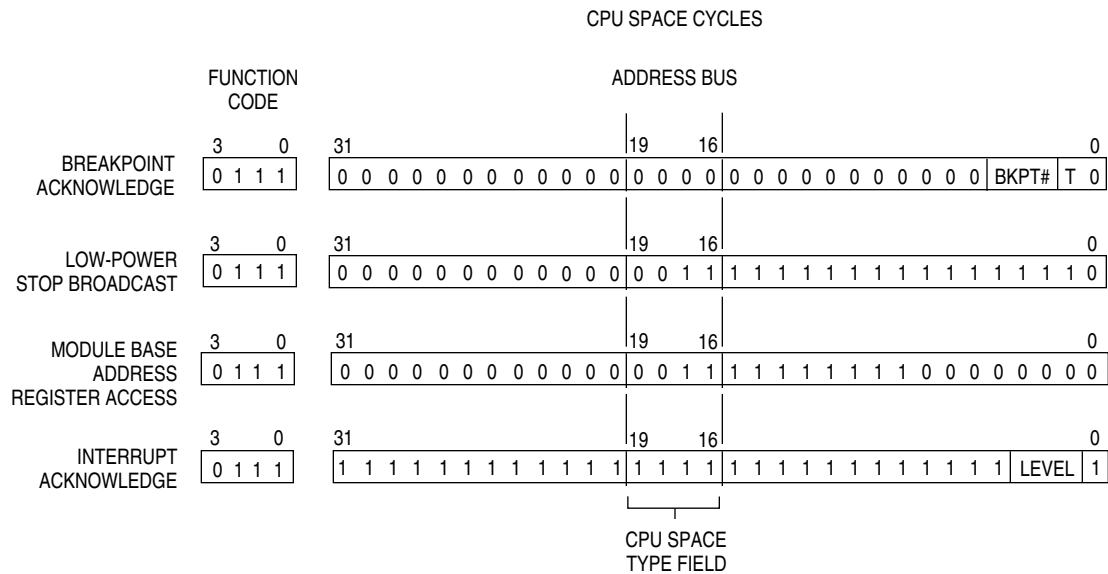 CPU SPACE CYCLES
FUNCTION
CODE
ADDRESS BUS
3 0 31 19 16 0
BREAKPOINT
ACKNOWLEDGE
0 1 1 1 0 0 0 0 0 0 0 0 0 0 0 0 0 0 0 0 0 0 0 0 0 0 0 0 0 0 0 BKPT# T 0
3 0 31 19 16 0
LOW-POWER
STOP BROADCAST
0 1 1 1 0 0 0 0 0 0 0 0 0 0 0 0 0 0 1 1 1 1 1 1 1 1 1 1 1 1 1 1 1 1 1 0
3 0 31 19 16 0
MODULE BASE
ADDRESS
REGISTER ACCESS
0 1 1 1 0 0 0 0 0 0 0 0 0 0 0 0 0 0 1 1 1 1 1 1 1 1 1 1 0 0 0 0 0 0 0 0
3 0 31 19 16 0
INTERRUPT
ACKNOWLEDGE
0 1 1 1 1 1 1 1 1 1 1 1 1 1 1 1 1 1 1 1 1 1 1 1 1 1 1 1 1 1 1 1 LEVEL 1
CPU SPACE
TYPE FIELD